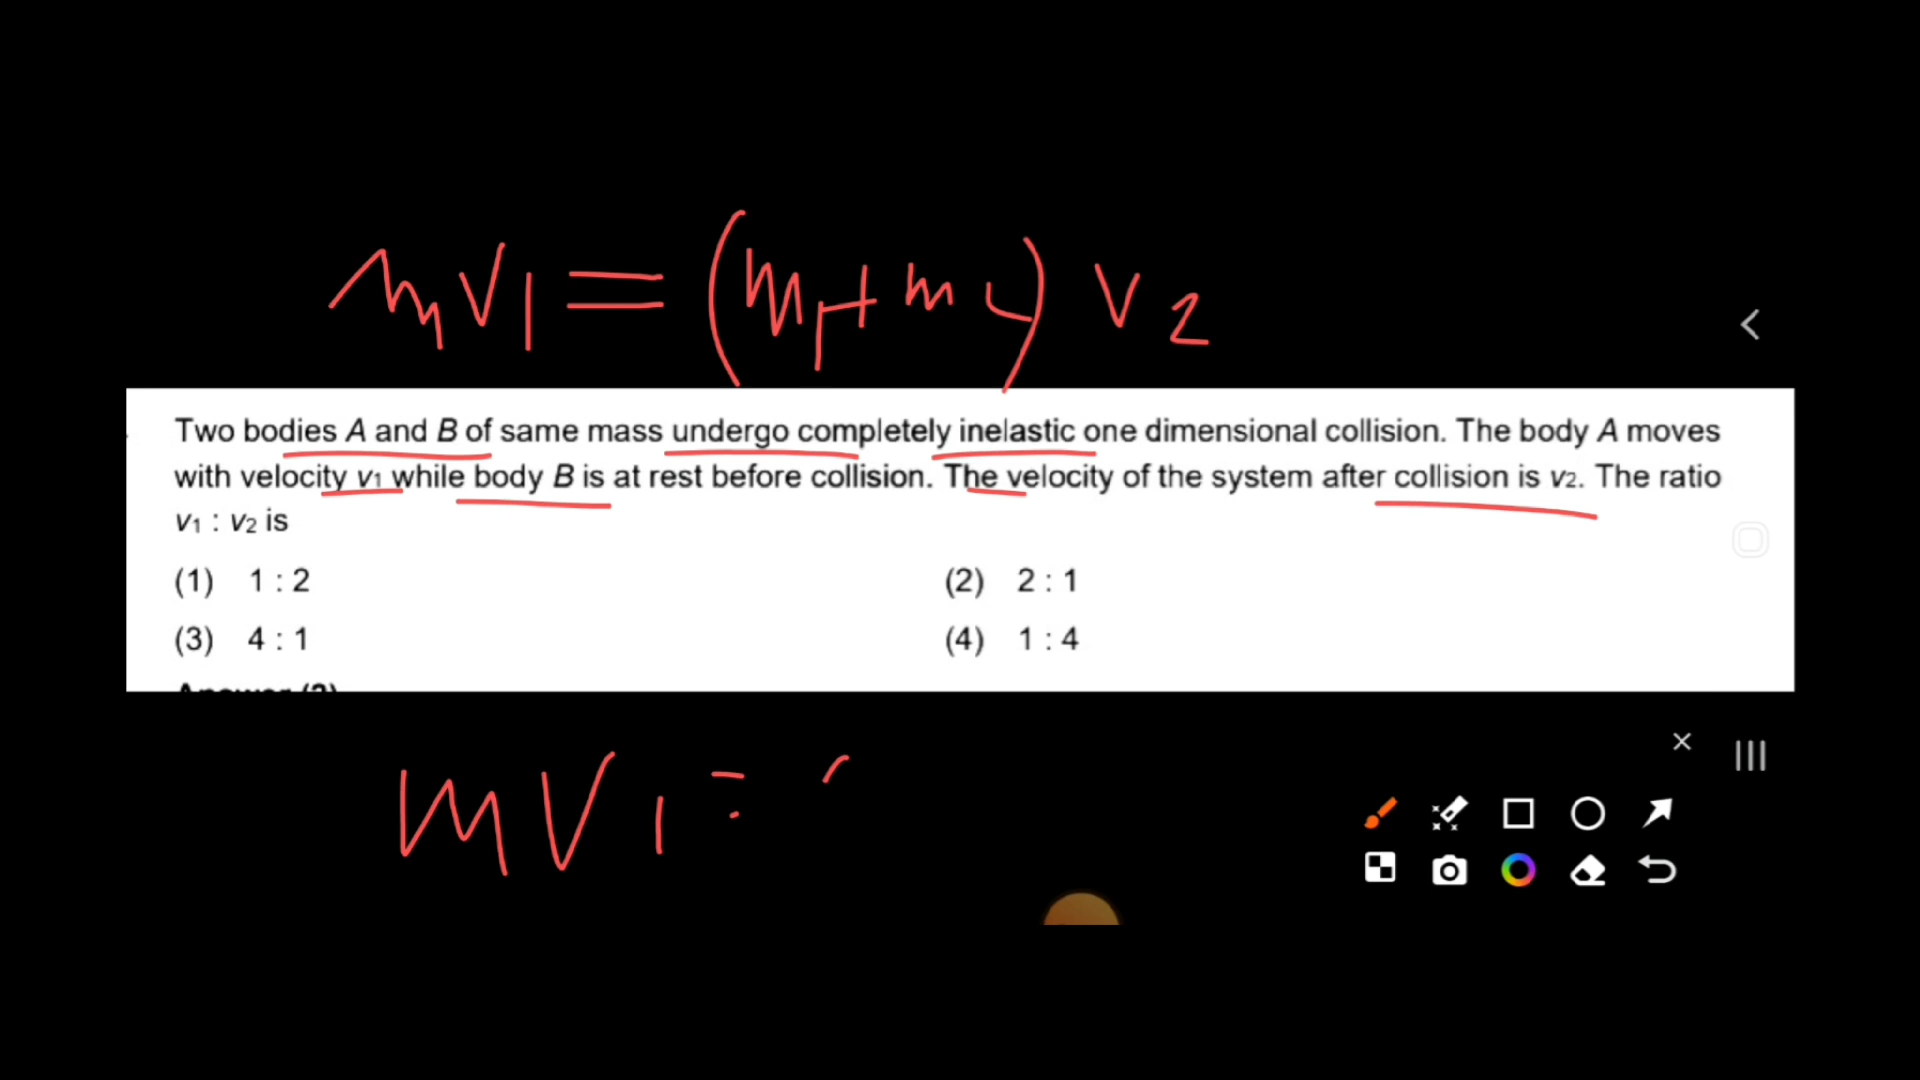 mV1 = (m1 + m2) V2
Two bodies A and B of same mass undergo completely inelastic one dimensional collision. The body A moves
with velocity v1 while body B is at rest before collision. The velocity of the system after collision is v2. The ratio
v1 : v2 is
(1) 1 : 2 (2) 2 : 1
(3) 4 : 1 (4) 1 : 4
mV1 =